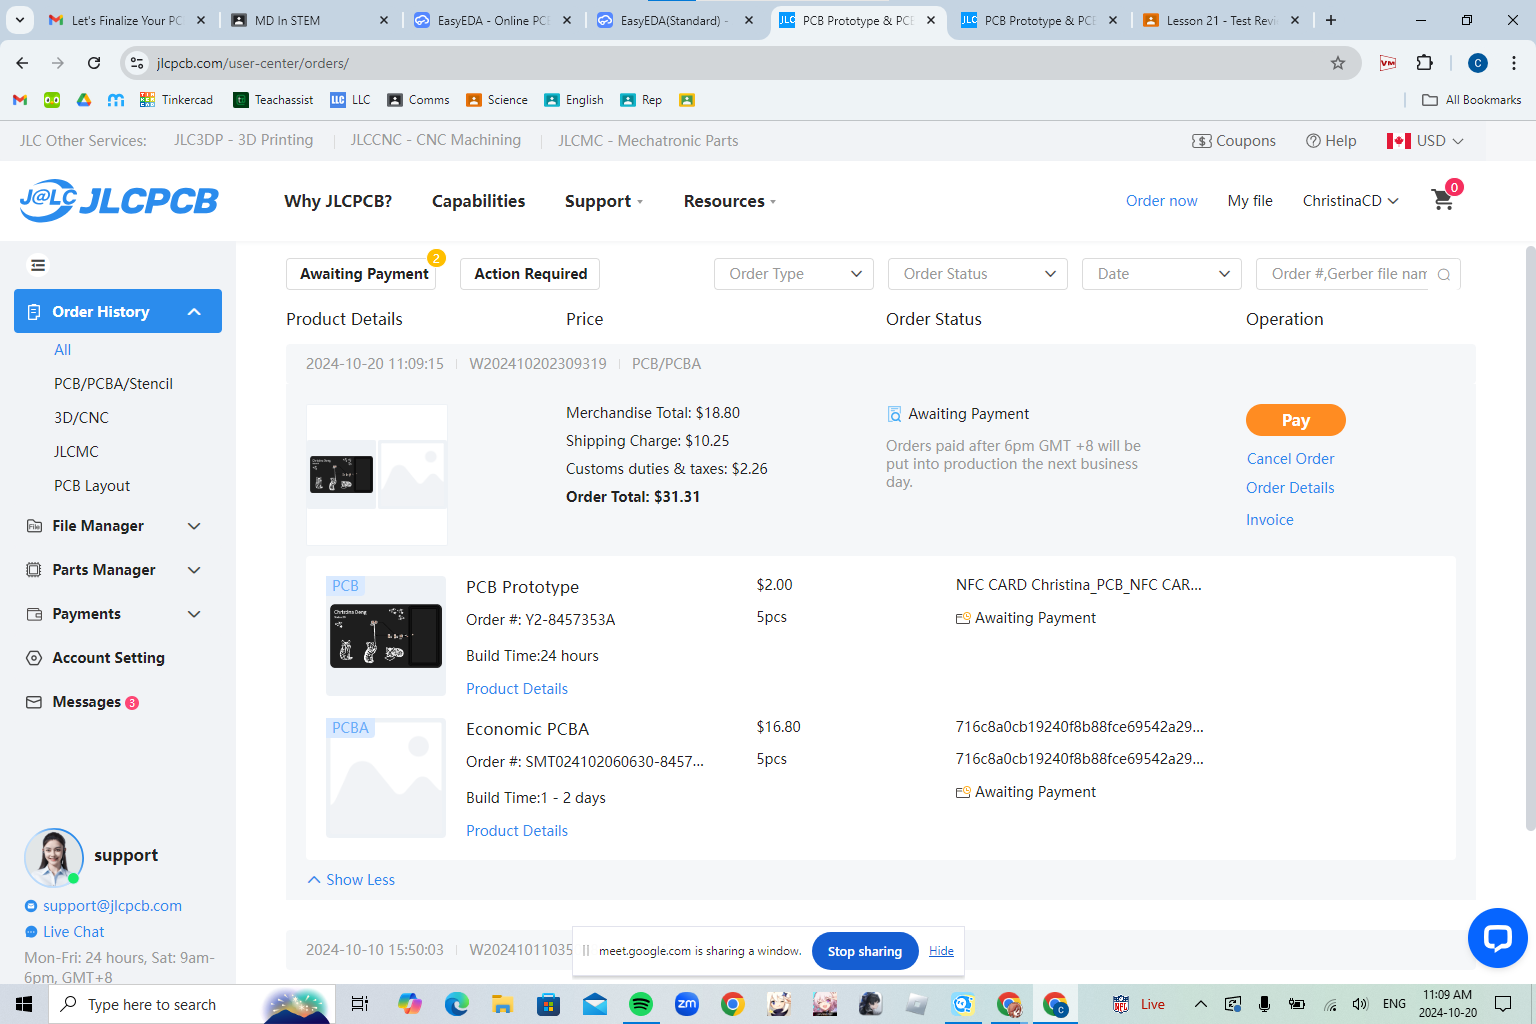 Let's Finalize Your PC
MD In STEM
EasyEDA - Online PCB
EasyEDA(Standard) -
PCB Prototype & PCB
PCB Prototype & PCB
Lesson 21 - Test Revi
jlcpcb.com/user-center/orders/
VM
C
Tinkercad
Teachassist
LLC
Comms
Science
English
Rep
All Bookmarks
JLC Other Services:
JLC3DP - 3D Printing
JLCCNC - CNC Machining
JLCMC - Mechatronic Parts
Coupons
Help
USD
J@LC JLCPCB
Why JLCPCB?
Capabilities
Support
Resources
Order now
My file
ChristinaCD
0
Awaiting Payment
2
Action Required
Order Type
Order Status
Date
Order #,Gerber file nam
Order History
All
PCB/PCBA/Stencil
3D/CNC
JLCMC
PCB Layout
File Manager
Parts Manager
Payments
Account Setting
Messages 3
support
support@jlcpcb.com
Live Chat
Mon-Fri: 24 hours, Sat: 9am-
6pm, GMT+8
Product Details
Price
Order Status
Operation
2024-10-20 11:09:15
W202410202309319
PCB/PCBA
Merchandise Total: $18.80
Shipping Charge: $10.25
Customs duties & taxes: $2.26
Order Total: $31.31
Awaiting Payment
Orders paid after 6pm GMT +8 will be
put into production the next business
day.
Pay
Cancel Order
Order Details
Invoice
PCB
Christina Deng
PCB Prototype
Order #: Y2-8457353A
Build Time:24 hours
Product Details
$2.00
5pcs
NFC CARD Christina_PCB_NFC CAR...
Awaiting Payment
PCBA
Economic PCBA
Order #: SMT024102060630-8457...
Build Time:1 - 2 days
Product Details
$16.80
5pcs
716c8a0cb19240f8b88fce69542a29...
716c8a0cb19240f8b88fce69542a29...
Awaiting Payment
Show Less
2024-10-10 15:50:03
W20241011035
meet.google.com is sharing a window.
Stop sharing
Hide
Type here to search
zm
Live
ENG
11:09 AM
2024-10-20